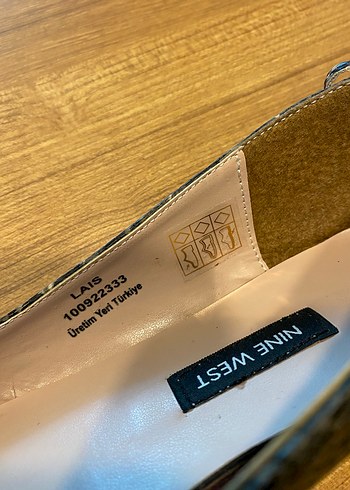 LAIS
100922333
Üretim Yeri Türkiye
NINE WEST